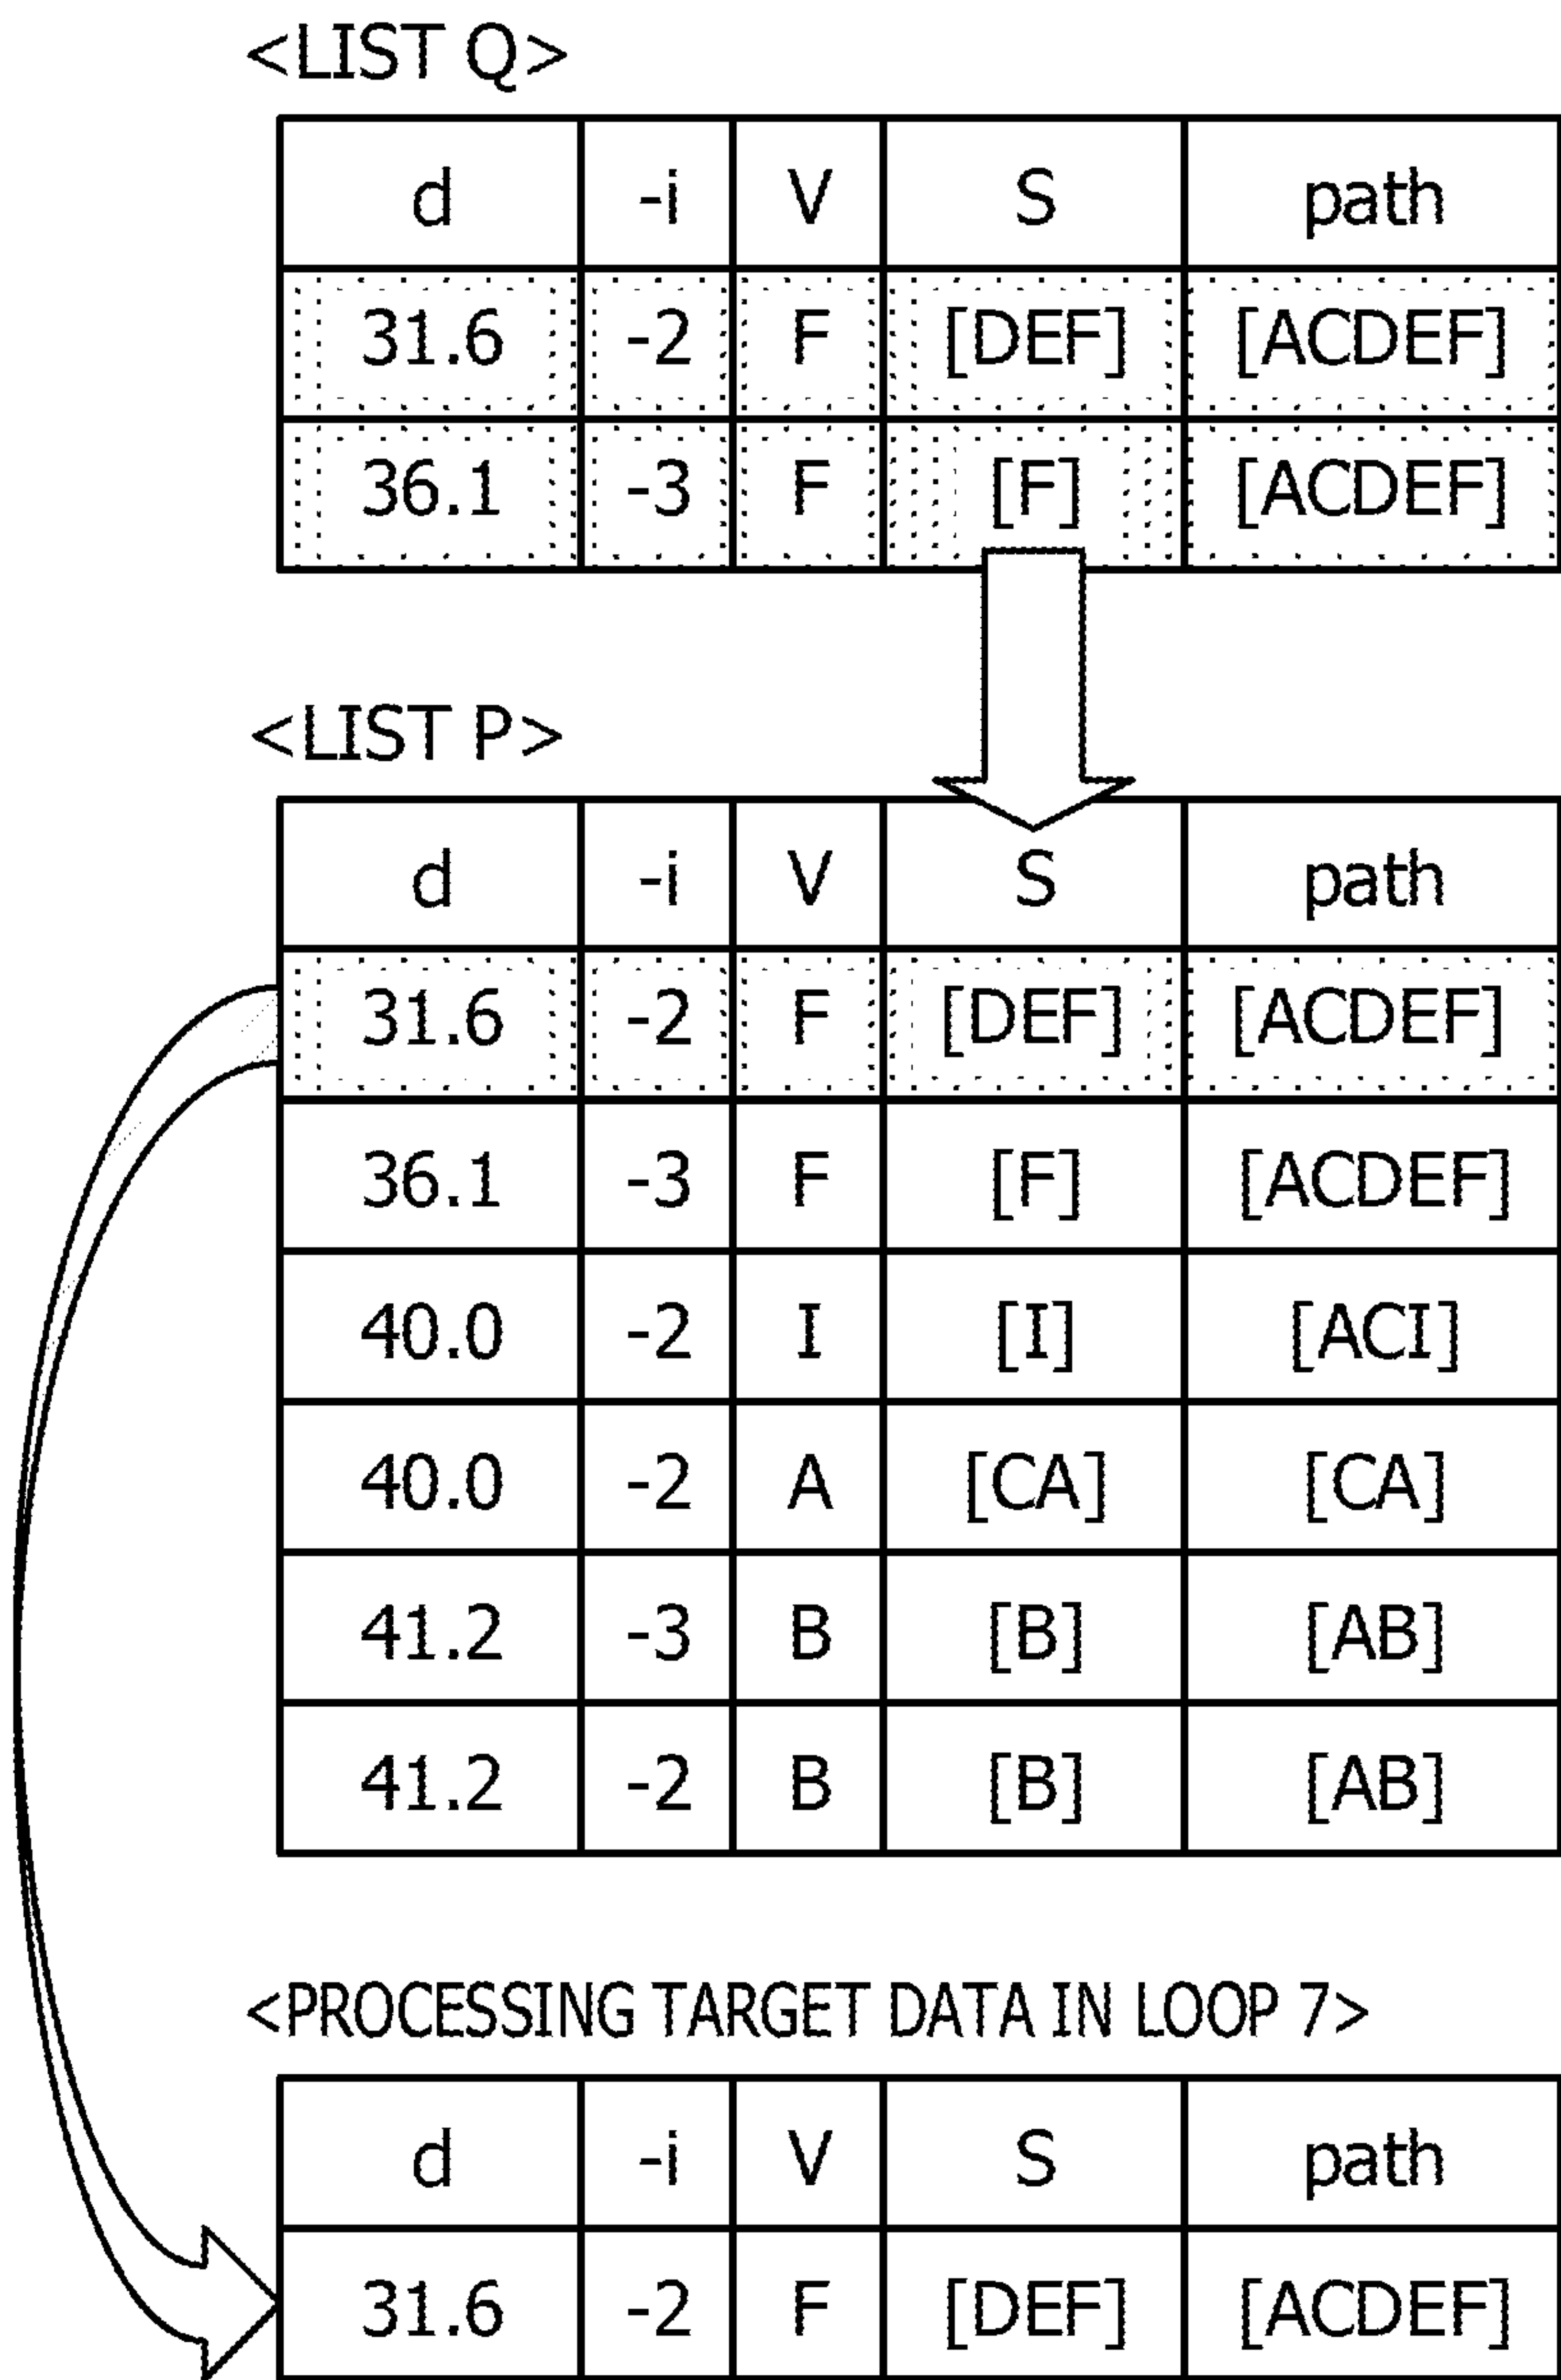 <LIST Q>
d -i V S path
31.6 -2 F [DEF] [ACDEF]
36.1 -3 F [F] [ACDEF]
<LIST P>
d -i V S path
31.6 -2 F [DEF] [ACDEF]
36.1 -3 F [F] [ACDEF]
40.0 -2 I [I] [ACI]
40.0 -2 A [CA] [CA]
41.2 -3 B [B] [AB]
41.2 -2 B [B] [AB]
<PROCESSING TARGET DATA IN LOOP 7>
d -i V S path
31.6 -2 F [DEF] [ACDEF]